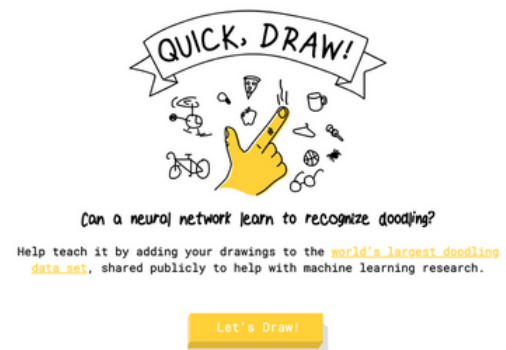 QUICK, DRAW!
Can a neural network learn to recognize doodling?
Help teach it by adding your drawings to the world's largest doodling
data set, shared publicly to help with machine learning research.
Let's Draw!